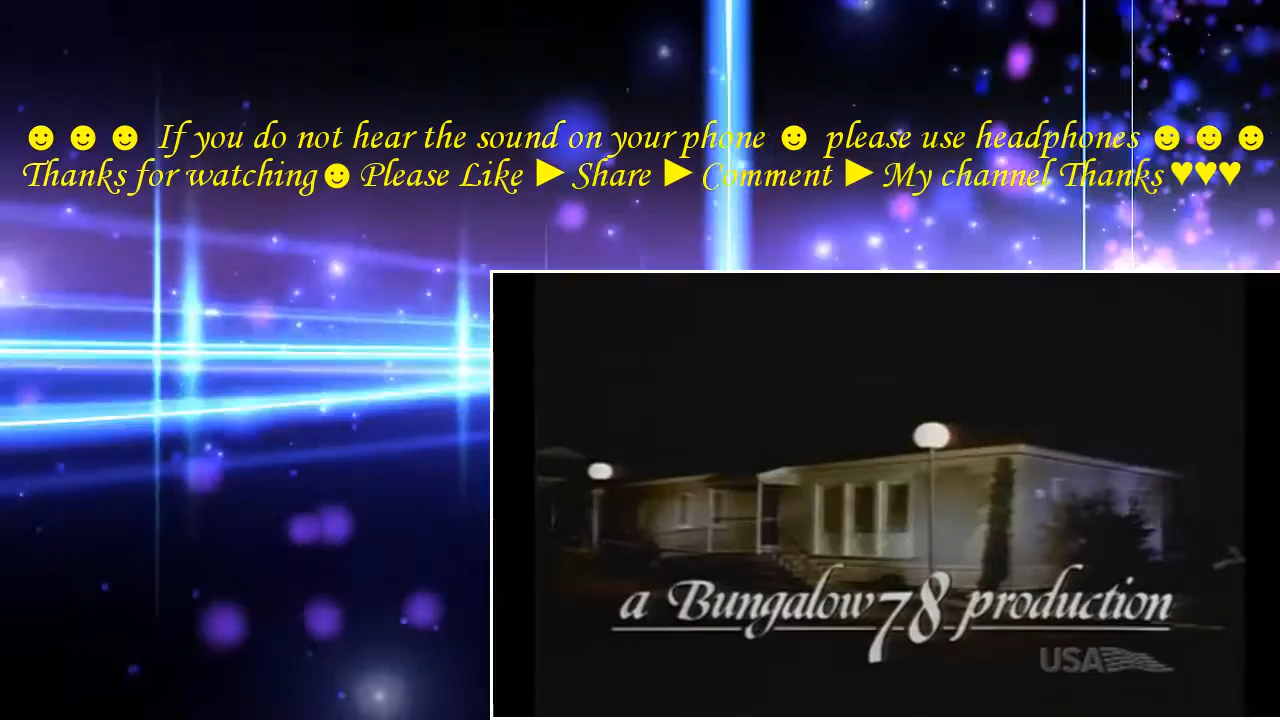 ☻☻☻ If you do not hear the sound on your phone ☻ please use headphones ☻☻☻
Thanks for watching☻Please Like ►Share ►Comment ►My channel Thanks ♥♥♥
a Bungalow 78 production
USA